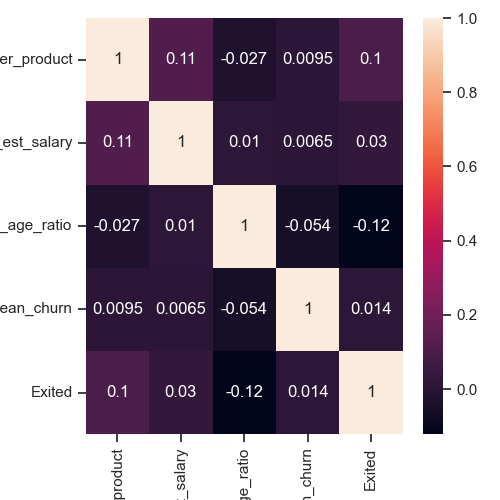 er_product 1 0.11 -0.027 0.0095 0.1
_est_salary 0.11 1 0.01 0.0065 0.03
_age_ratio -0.027 0.01 1 -0.054 -0.12
ean_churn 0.0095 0.0065 -0.054 1 0.014
Exited 0.1 0.03 -0.12 0.014 1
product
_salary
ge_ratio
n_churn
Exited
1.0
0.8
0.6
0.4
0.2
0.0